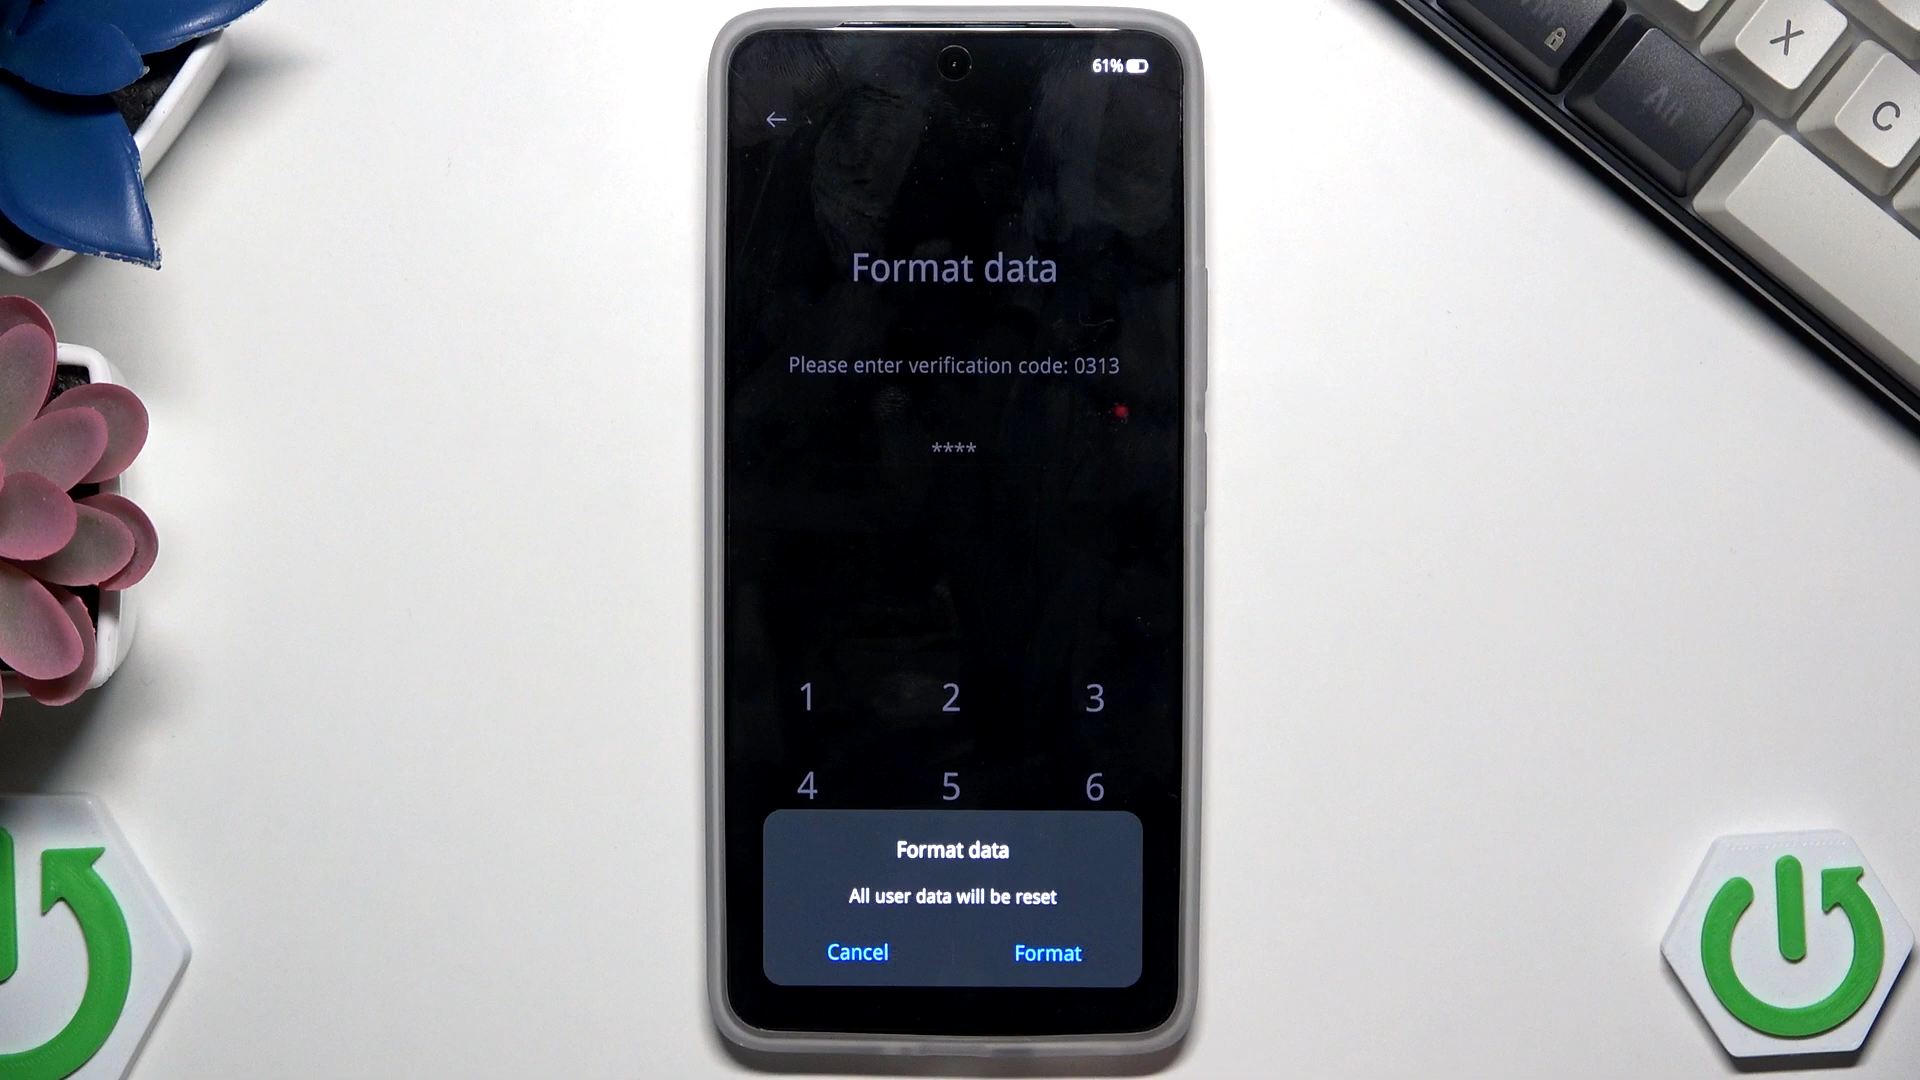 61%
Format data
Please enter verification code: 0313
****
1 2 3
4 5 6
Format data
All user data will be reset
Cancel Format
X
Alt
C